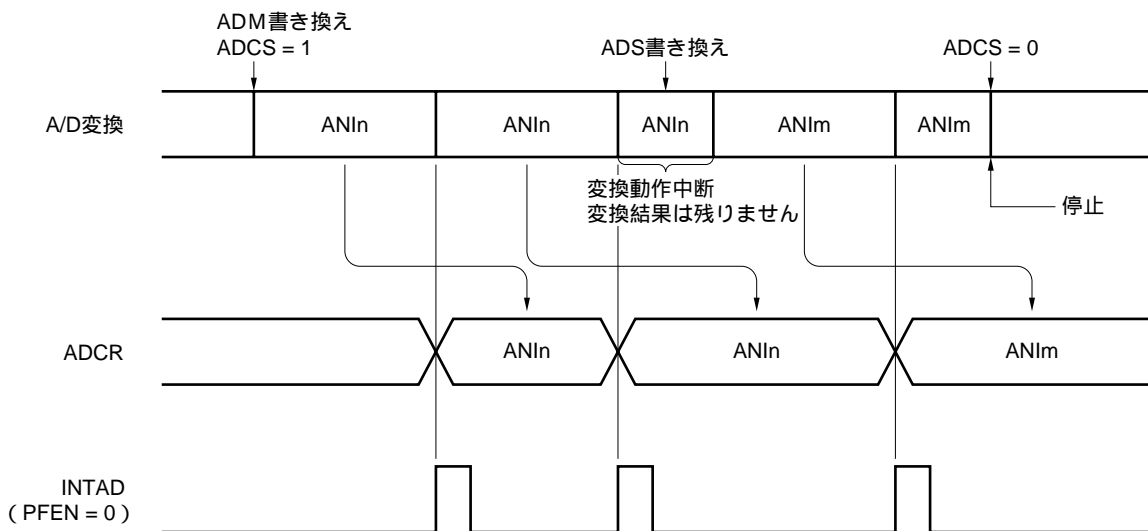 ADM書き換え
ADCS = 1
ADS書き換え
ADCS = 0
A/D変換
ANIn
ANIn
ANIn
ANIm
ANIm
変換動作中断
変換結果は残りません
停止
ADCR
ANIn
ANIn
ANIm
INTAD
(PFEN = 0)